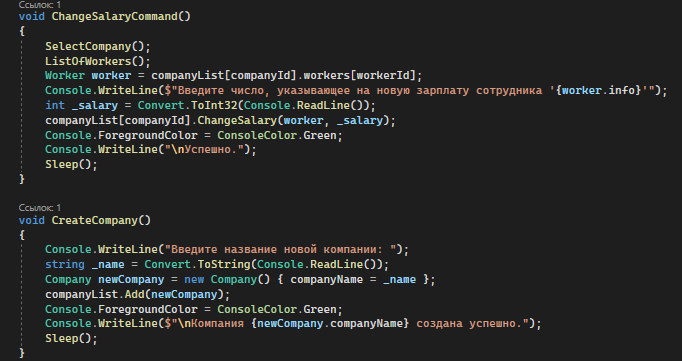 Ссылок: 1
void ChangeSalaryCommand()
{
SelectCompany();
ListOfWorkers();
Worker worker = companyList[companyId].workers[workerId];
Console.WriteLine($"Введите число, указывающее на новую зарплату сотрудника '{worker.info}'");
int _salary = Convert.ToInt32(Console.ReadLine());
companyList[companyId].ChangeSalary(worker, _salary);
Console.ForegroundColor = ConsoleColor.Green;
Console.WriteLine("\nУспешно.");
Sleep();
}
Ссылок: 1
void CreateCompany()
{
Console.WriteLine("Введите название новой компании: ");
string _name = Convert.ToString(Console.ReadLine());
Company newCompany = new Company() { companyName = _name };
companyList.Add(newCompany);
Console.ForegroundColor = ConsoleColor.Green;
Console.WriteLine($"\nКомпания {newCompany.companyName} создана успешно.");
Sleep();
}